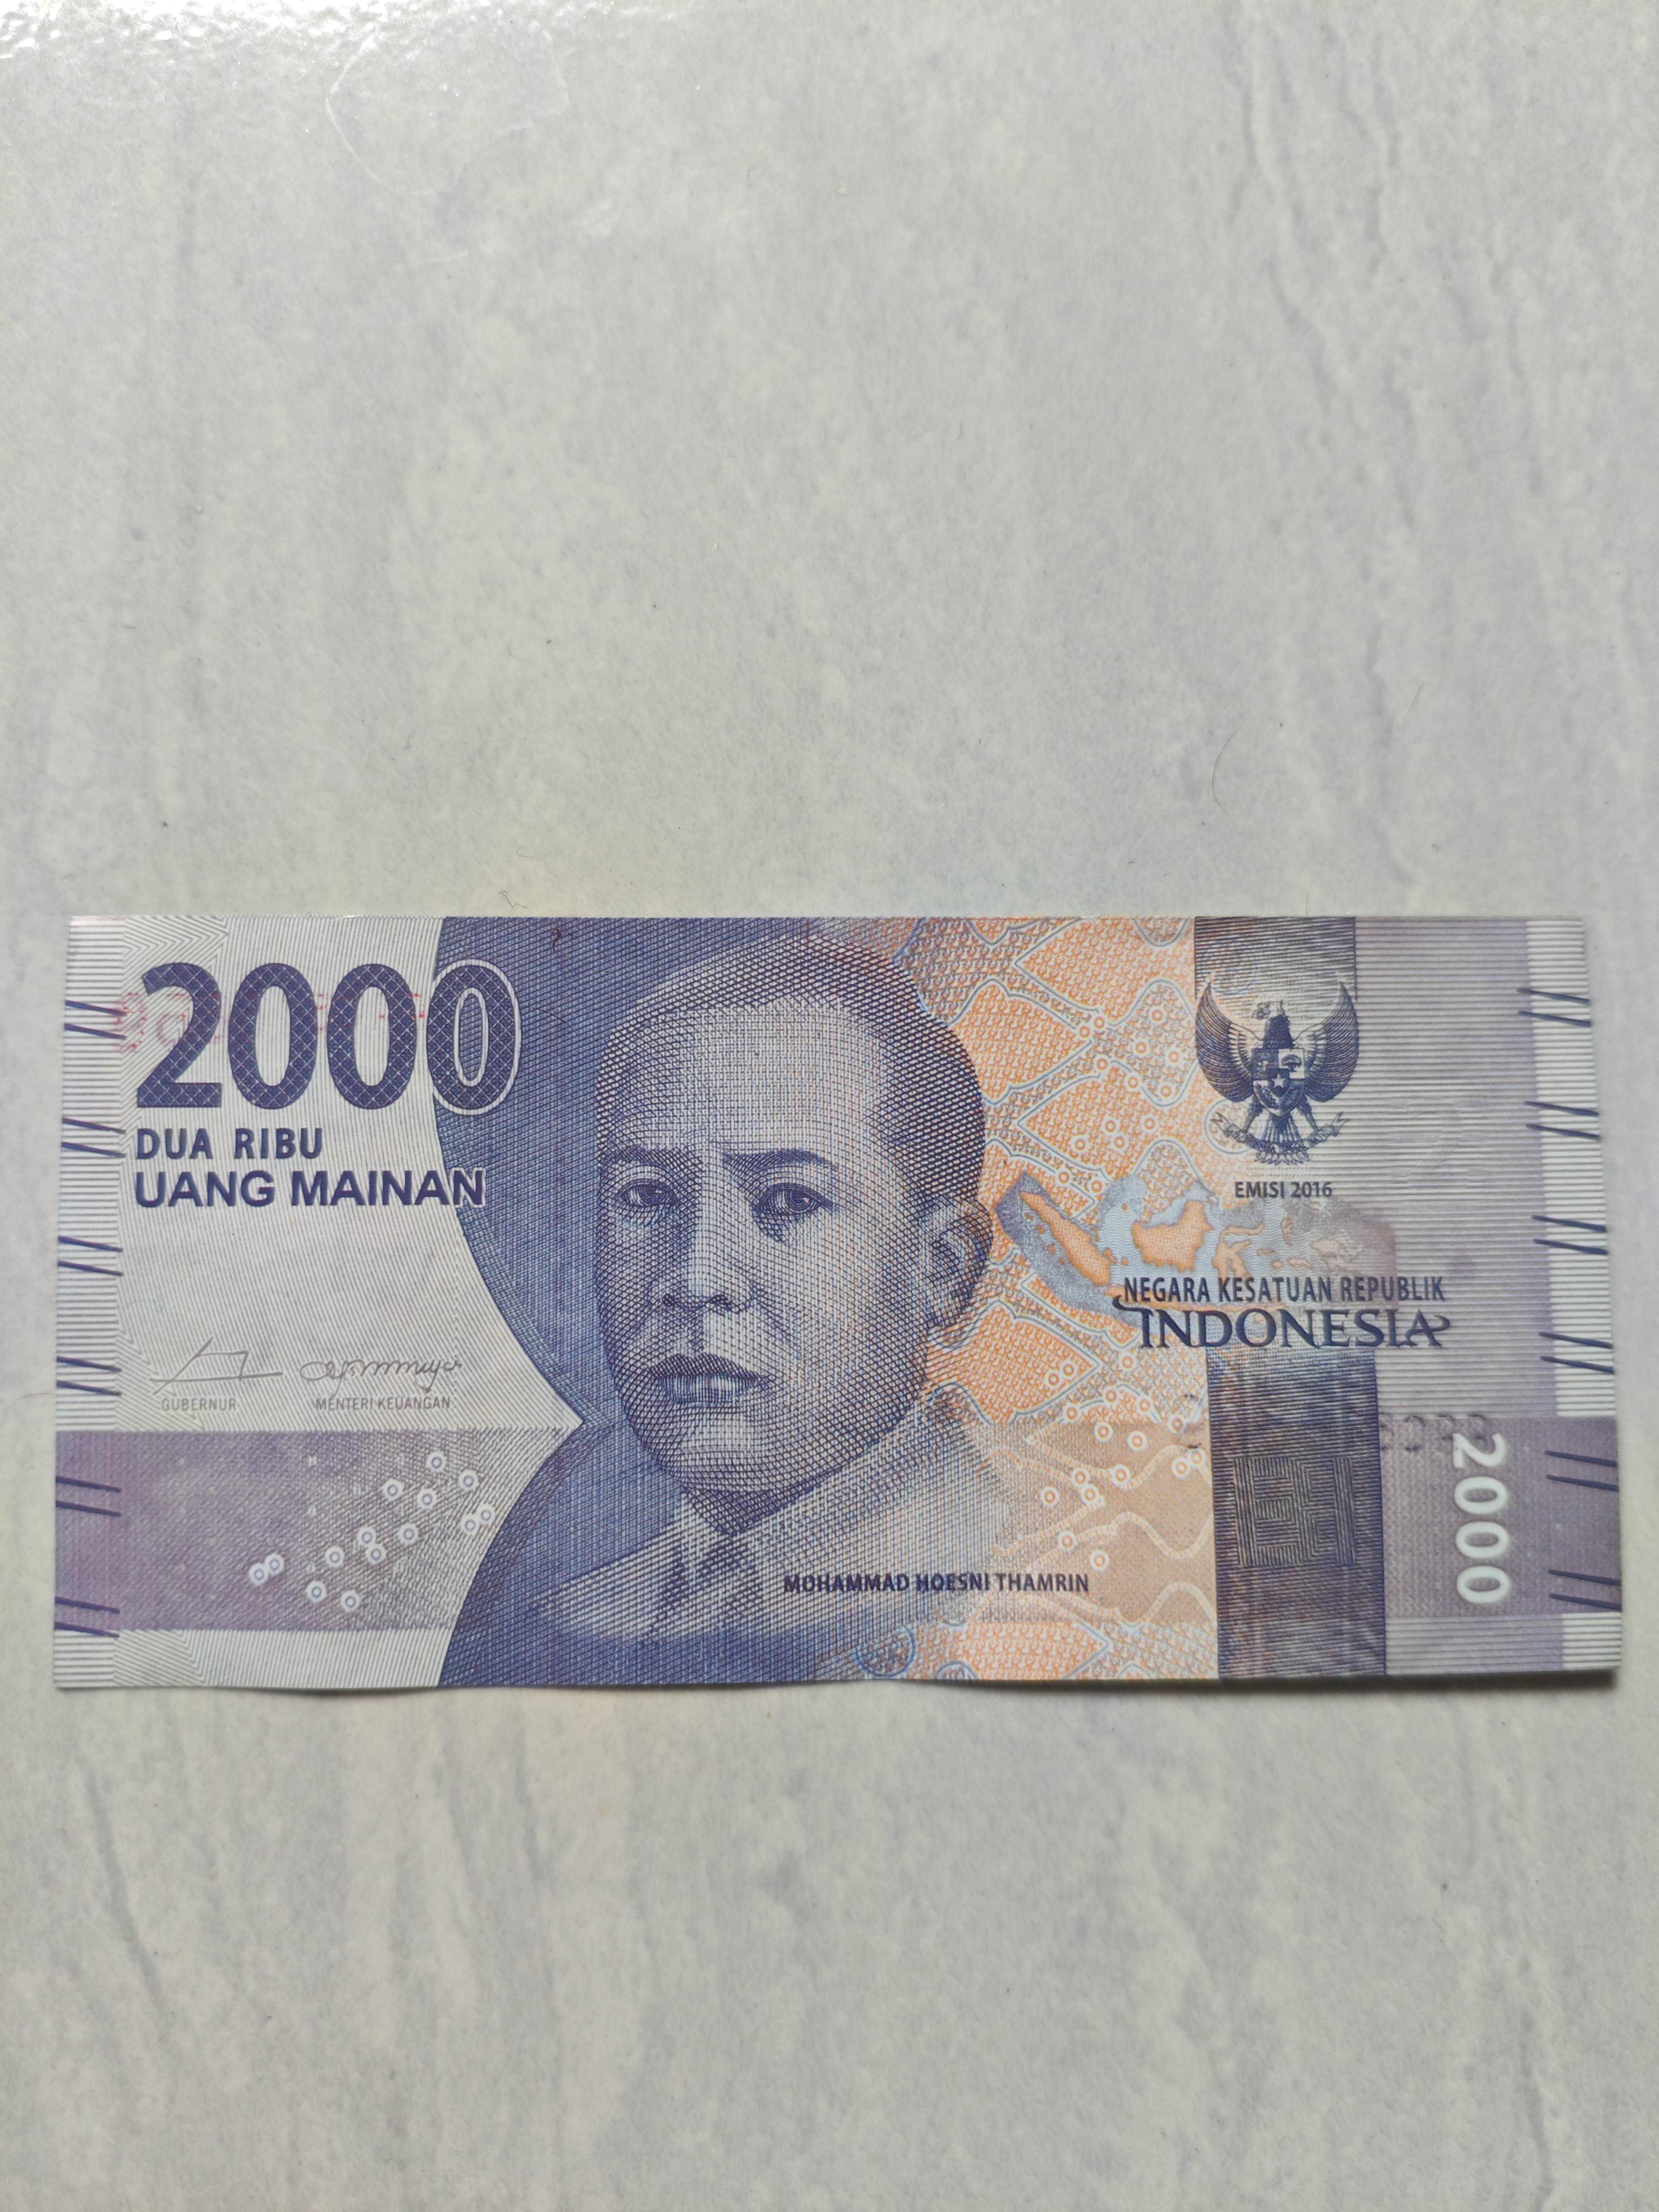 2000
DUA RIBU
UANG MAINAN
GUBERNUR
MENTERI KEUANGAN
MOHAMMAD HOESNI THAMRIN
EMISI 2016
NEGARA KESATUAN REPUBLIK
INDONESIA
2000